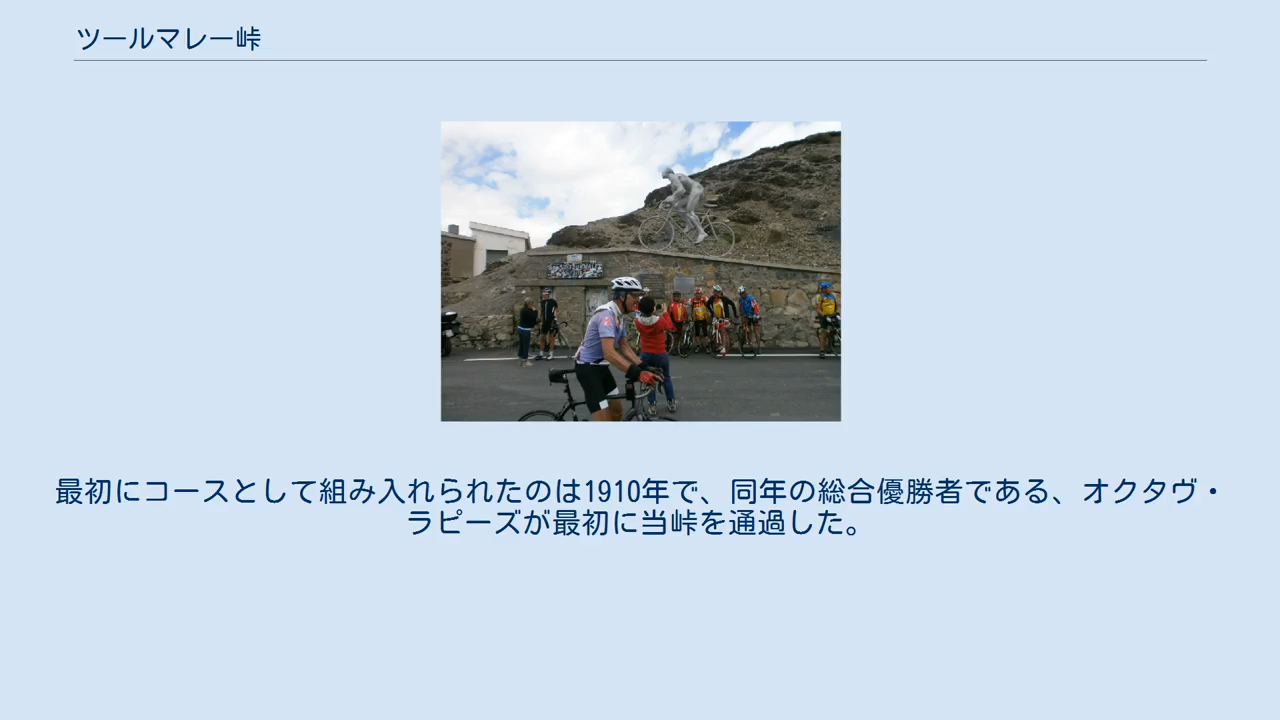 ツールマレー峠
最初にコースとして組み入れられたのは1910年で、同年の総合優勝者である、オクタヴ・
ラピーズが最初に当峠を通過した。